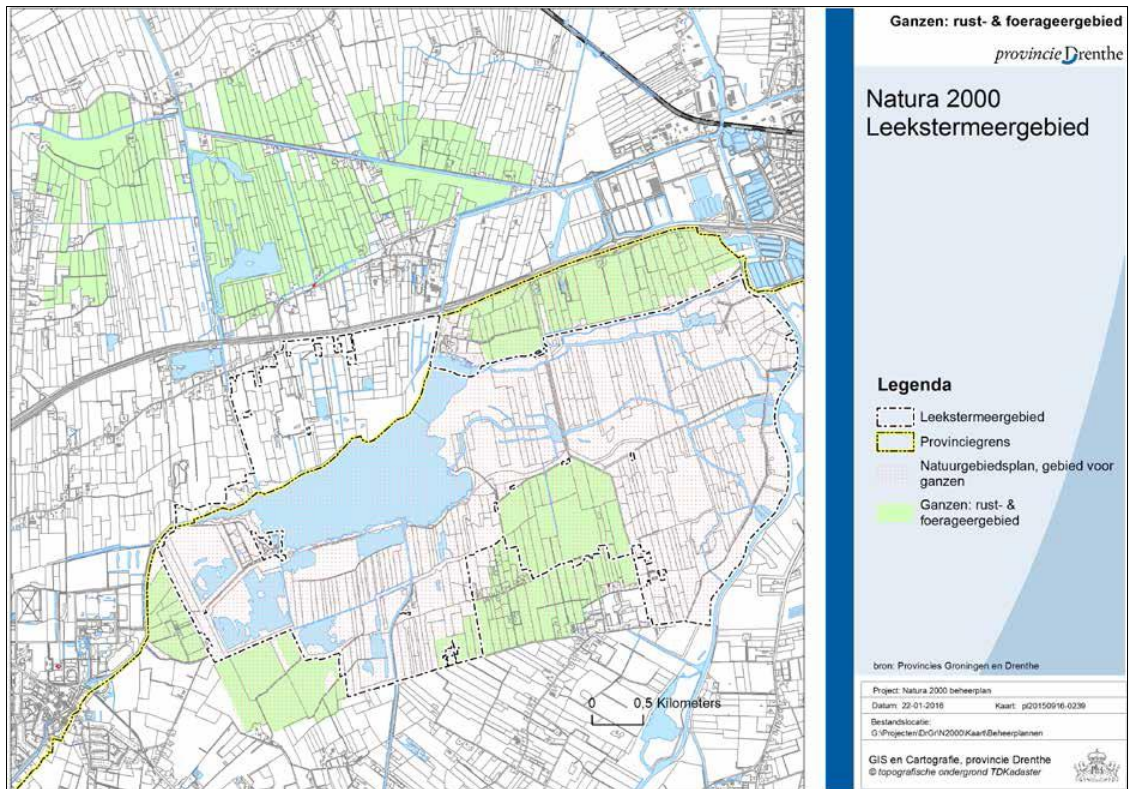 Ganzen: rust- & foerageergebied
provincie Drenthe
Natura 2000
Leekstermeergebied
Legenda
Leekstermeergebied
Provinciegrens
Natuurgebiedsplan, gebied voor
ganzen
Ganzen: rust- &
foerageergebied
0 0,5 Kilometers
bron: Provincies Groningen en Drenthe
Project: Natura 2000 beheerplan
Datum: 22-01-2016 Kaart: pl20150916-0239
Bestandslocatie:
G:\Projecten\DrGr\N2000\Kaart\Beheerplannen
GIS en Cartografie, provincie Drenthe
© topografische ondergrond TDKadaster